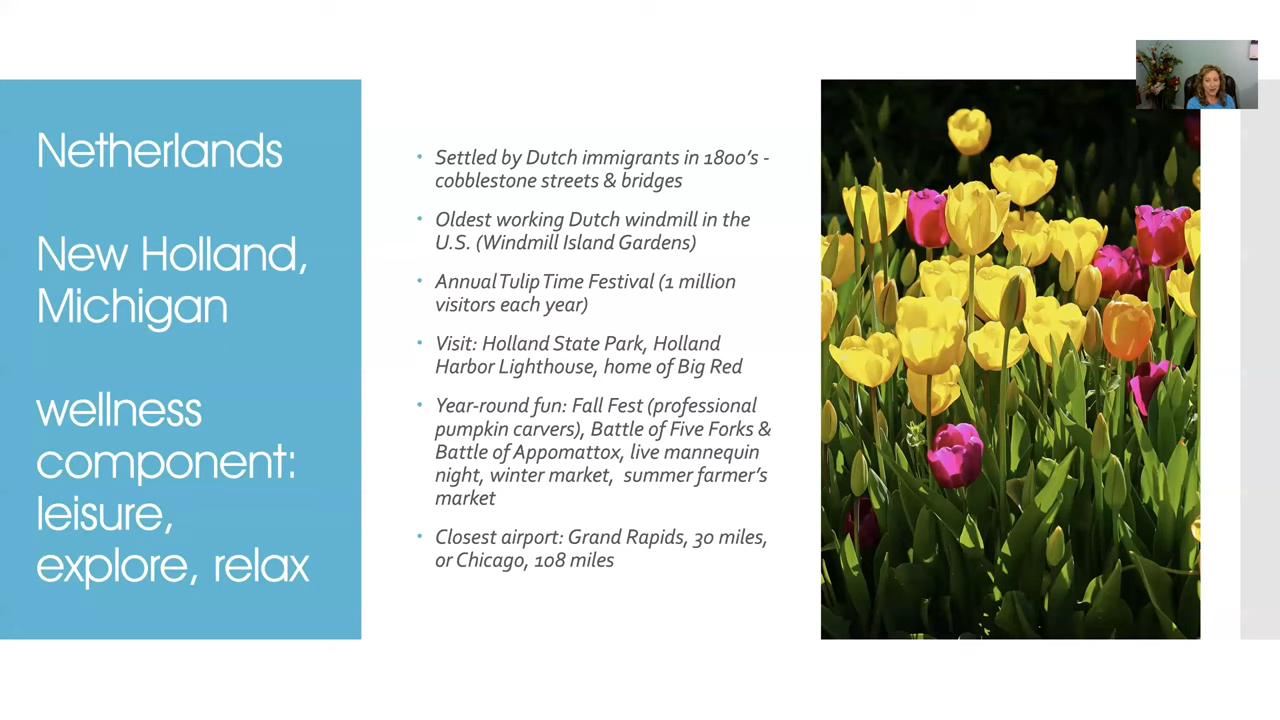 Netherlands
New Holland,
Michigan
wellness
component:
leisure,
explore, relax
• Settled by Dutch immigrants in 1800's -
cobblestone streets & bridges
• Oldest working Dutch windmill in the
U.S. (Windmill Island Gardens)
• Annual Tulip Time Festival (1 million
visitors each year)
• Visit: Holland State Park, Holland
Harbor Lighthouse, home of Big Red
• Year-round fun: Fall Fest (professional
pumpkin carvers), Battle of Five Forks &
Battle of Appomattox, live mannequin
night, winter market, summer farmer's
market
• Closest airport: Grand Rapids, 30 miles,
or Chicago, 108 miles